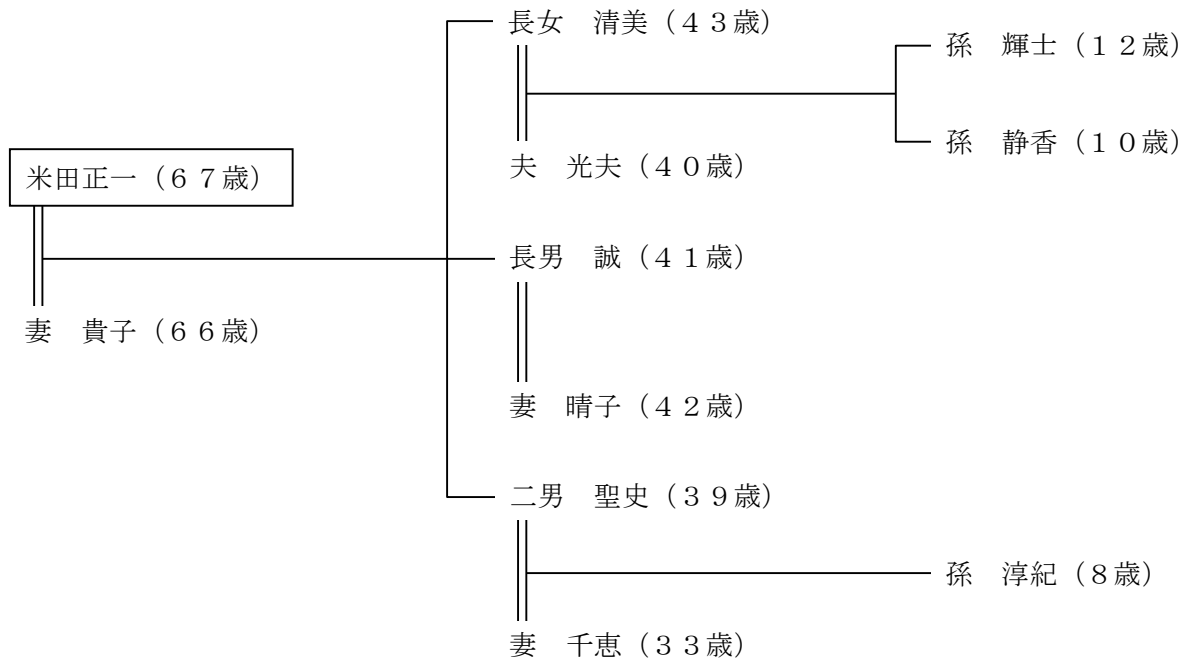 長女　清美（４３歳）
孫　輝士（１２歳）
孫　静香（１０歳）
夫　光夫（４０歳）
米田正一（６７歳）
長男　誠（４１歳）
妻　貴子（６６歳）
妻　晴子（４２歳）
二男　聖史（３９歳）
孫　淳紀（８歳）
妻　千恵（３３歳）